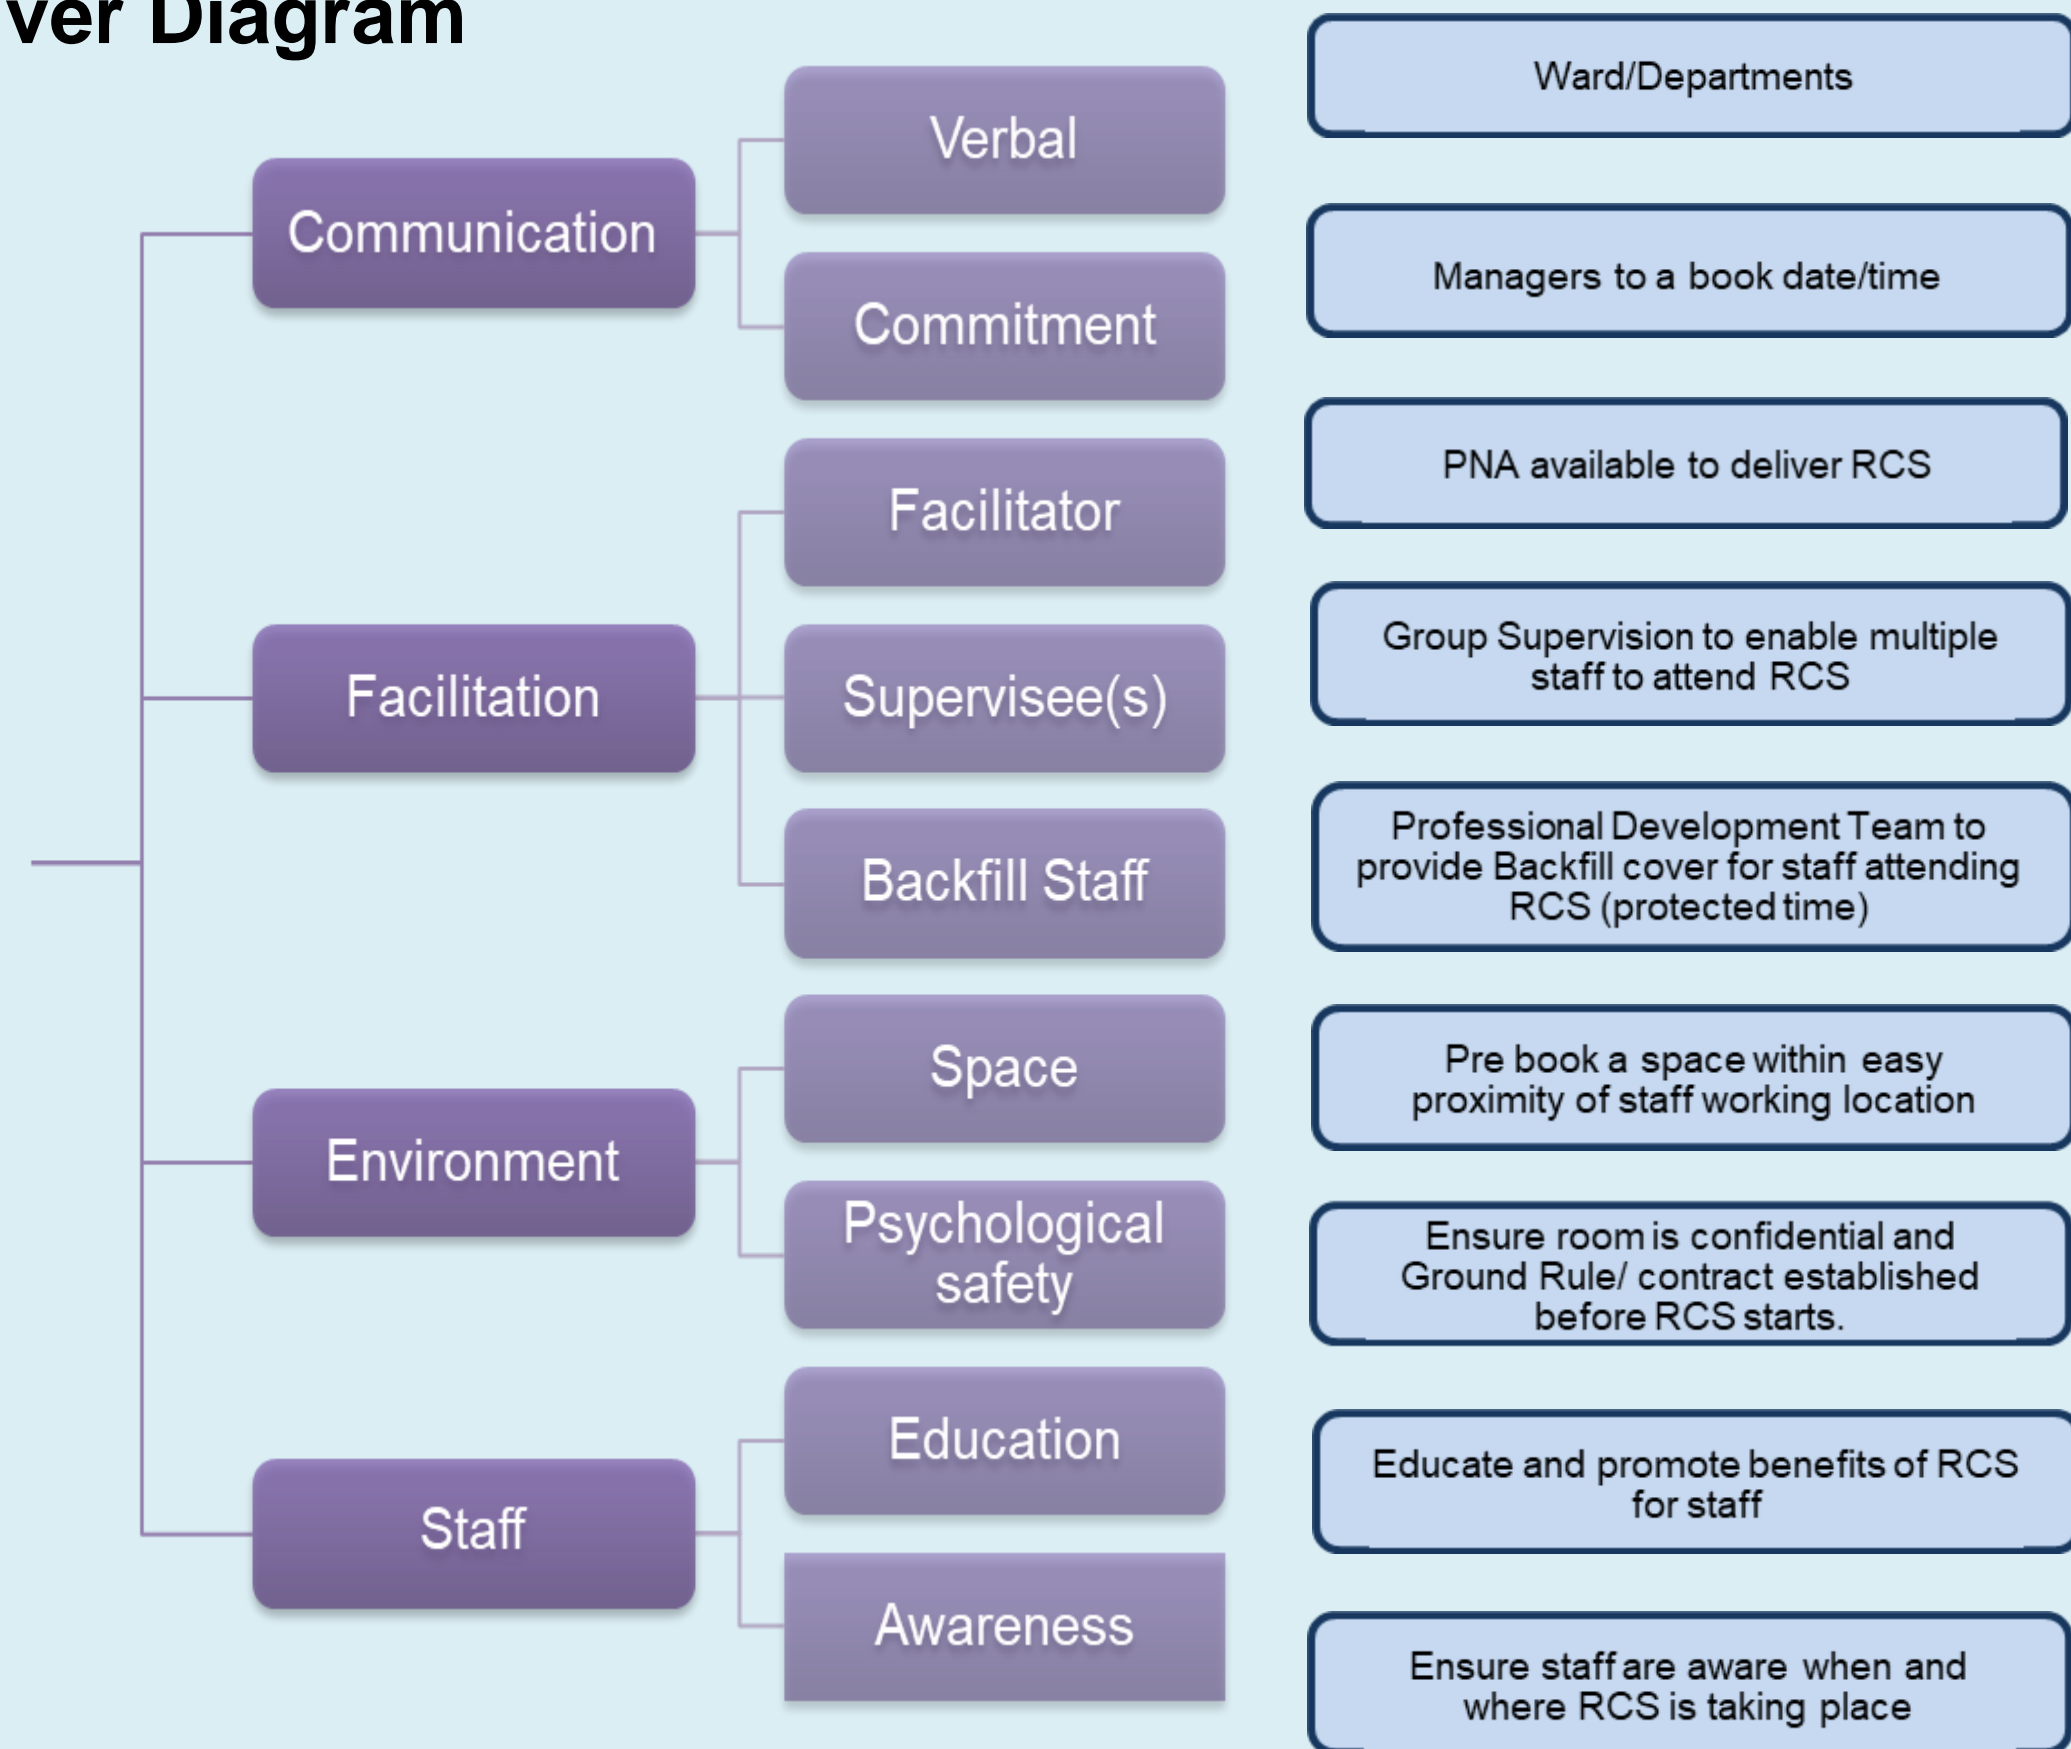 ver Diagram
Communication
Verbal
Ward/Departments
Commitment
Managers to a book date/time
Facilitation
Facilitator
PNA available to deliver RCS
Supervisee(s)
Group Supervision to enable multiple
staff to attend RCS
Backfill Staff
Professional Development Team to
provide Backfill cover for staff attending
RCS (protected time)
Environment
Space
Pre book a space within easy
proximity of staff working location
Psychological
safety
Ensure room is confidential and
Ground Rule/ contract established
before RCS starts.
Staff
Education
Educate and promote benefits of RCS
for staff
Awareness
Ensure staff are aware when and
where RCS is taking place